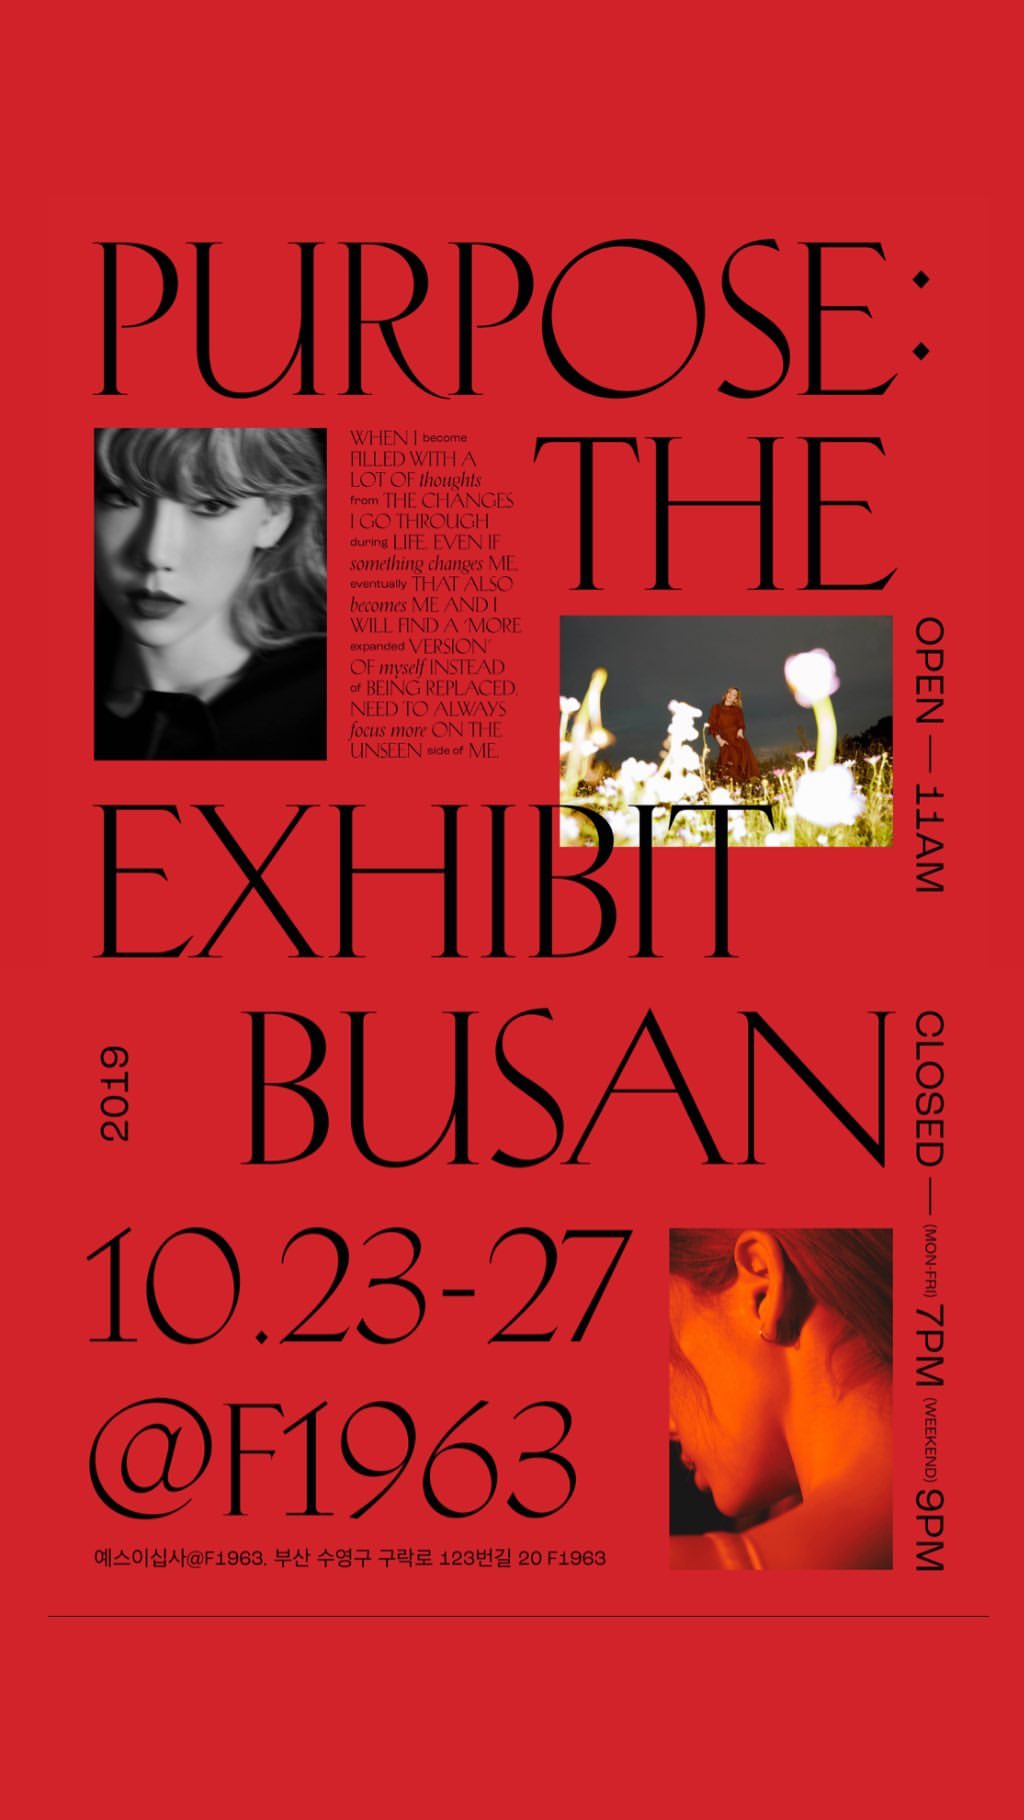 PURPOSE:
THE
WHEN I become
FILLED WITH A
LOT OF thoughts
from THE CHANGES
I GO THROUGH
during LIFE. EVEN IF
something changes ME,
eventually THAT ALSO
becomes ME AND I
WILL FIND A ‘MORE
expanded VERSION’
OF myself INSTEAD
of BEING REPLACED.
NEED TO ALWAYS
focus more ON THE
UNSEEN side of ME.
OPEN — 11AM
EXHIBIT
2019
BUSAN
CLOSED — (MON-FRI) 7PM (WEEKEND) 9PM
10.23-27
@F1963
예스이십사@F1963. 부산 수영구 구락로 123번길 20 F1963